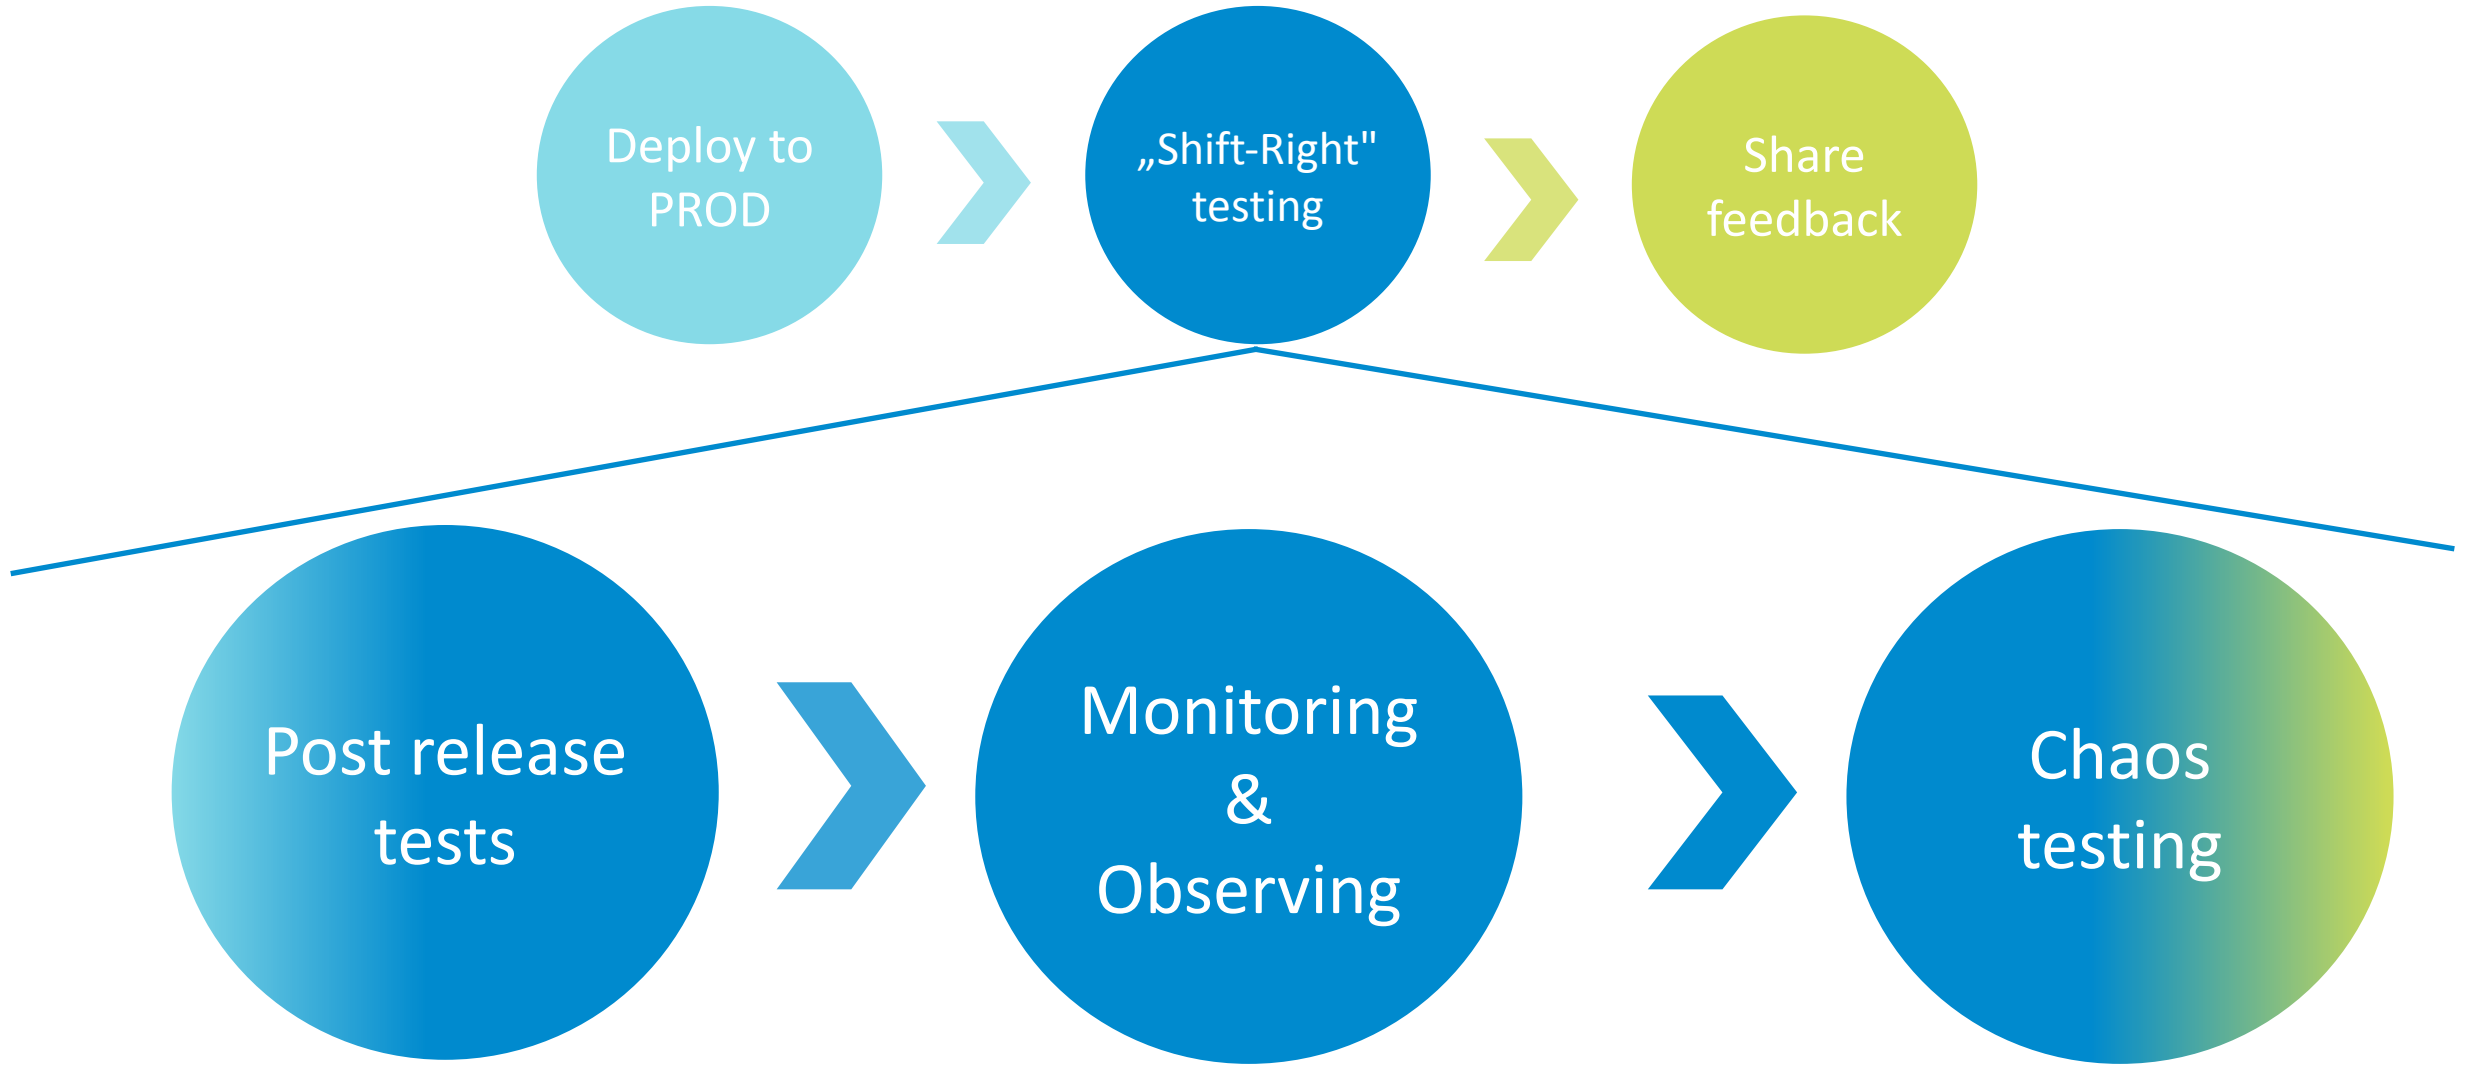 Deploy to
PROD
„Shift-Right"
testing
Share
feedback
Post release
tests
Monitoring
&
Observing
Chaos
testing